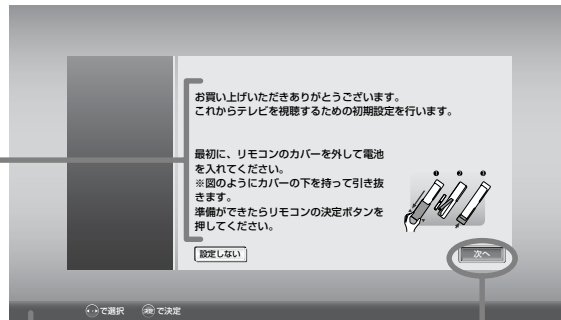 お買い上げいただきありがとうございます。
これからテレビを視聴するための初期設定を行います。
最初に、リモコンのカバーを外して電池
を入れてください。
※図のようにカバーの下を持って引き抜
きます。
準備ができたらリモコンの決定ボタンを
押してください。
❶ ❷ ❸
設定しない
次へ
で選択 決定 で決定